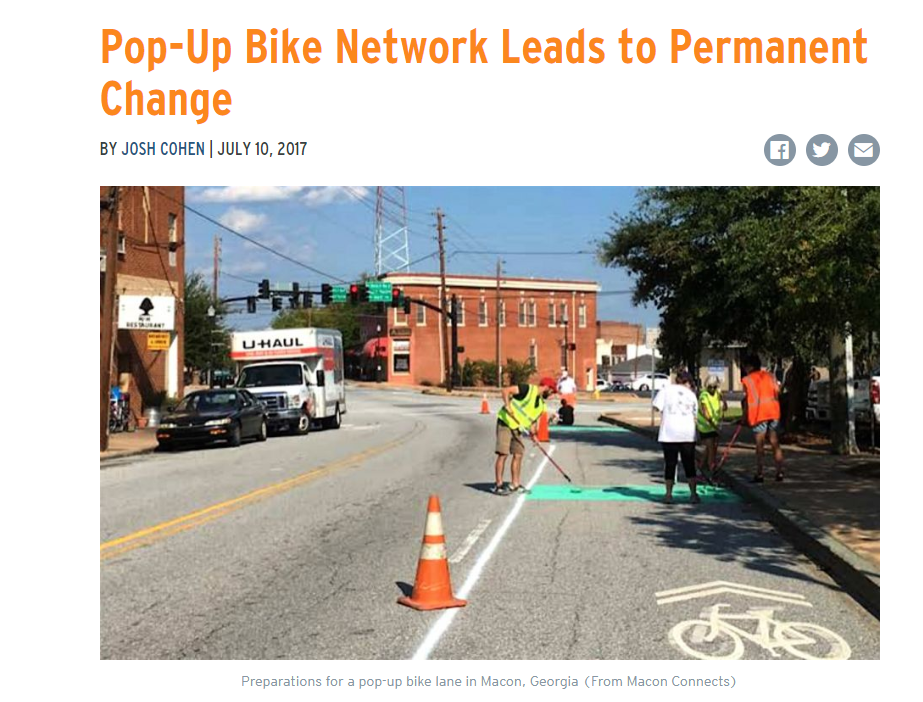 Pop-Up Bike Network Leads to Permanent
Change
BY JOSH COHEN | JULY 10, 2017
U-HAUL
RESTAURANT
Preparations for a pop-up bike lane in Macon, Georgia (From Macon Connects)